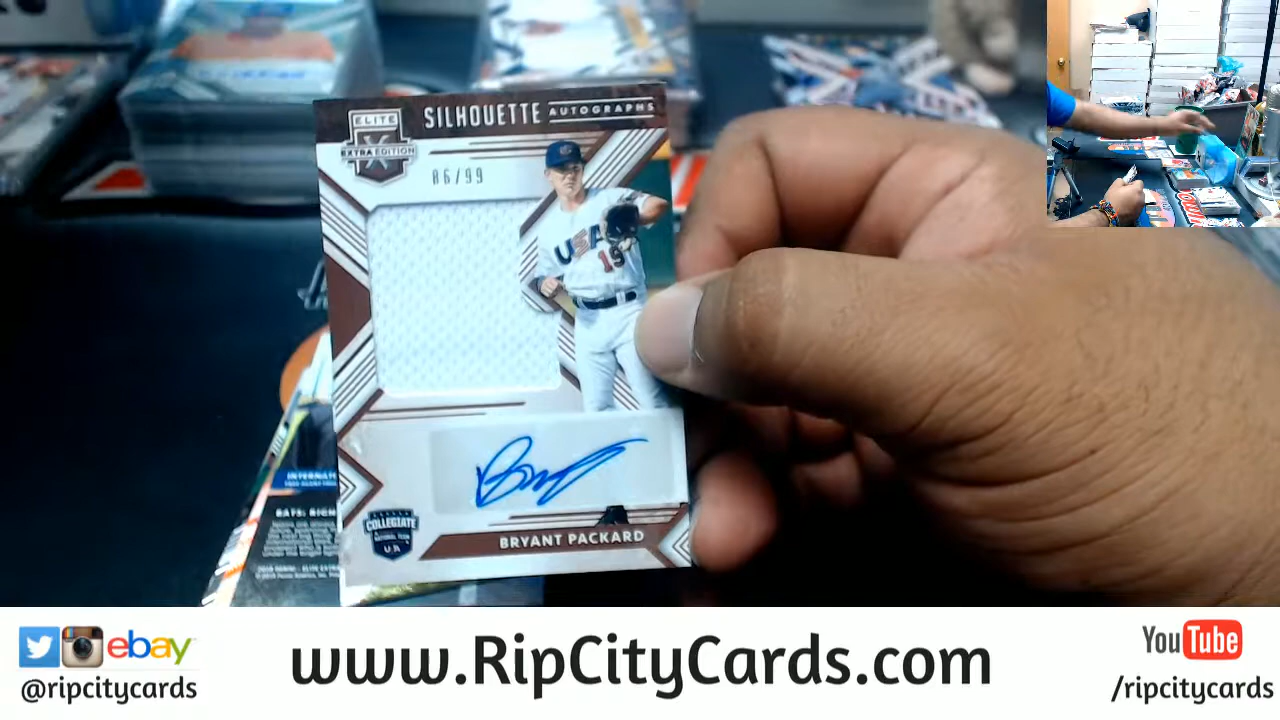 SILHOUETTE AUTOGRAPHS
ELITE
EXTRA EDITION
X
86/99
USA
19
COLLEGIATE
NATIONAL TEAM
BRYANT PACKARD
ebay
@ripcitycards
www.RipCityCards.com
YouTube
/ripcitycards